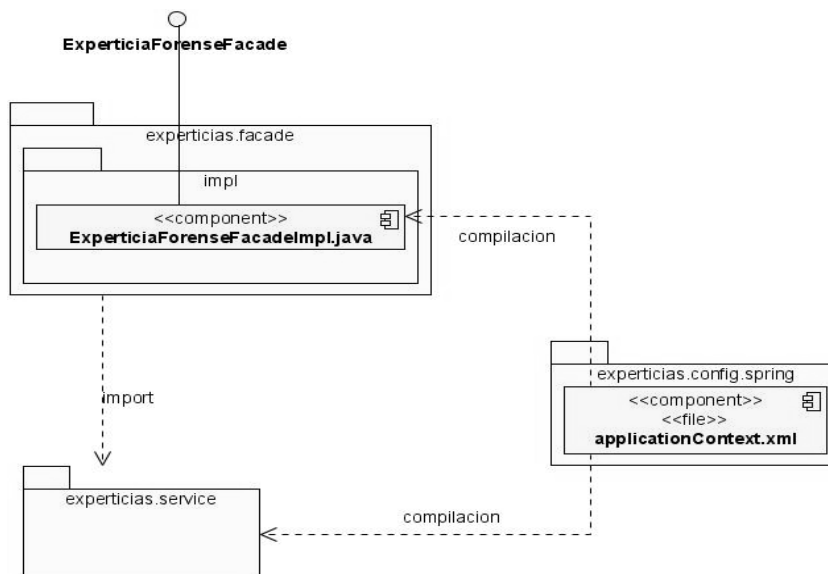 ExperticiaForenseFacade
experticias.facade
impl
<<component>>
ExperticiaForenseFacadeImpl.java
compilacion
import
experticias.config.spring
<<component>>
<<file>>
applicationContext.xml
experticias.service
compilacion